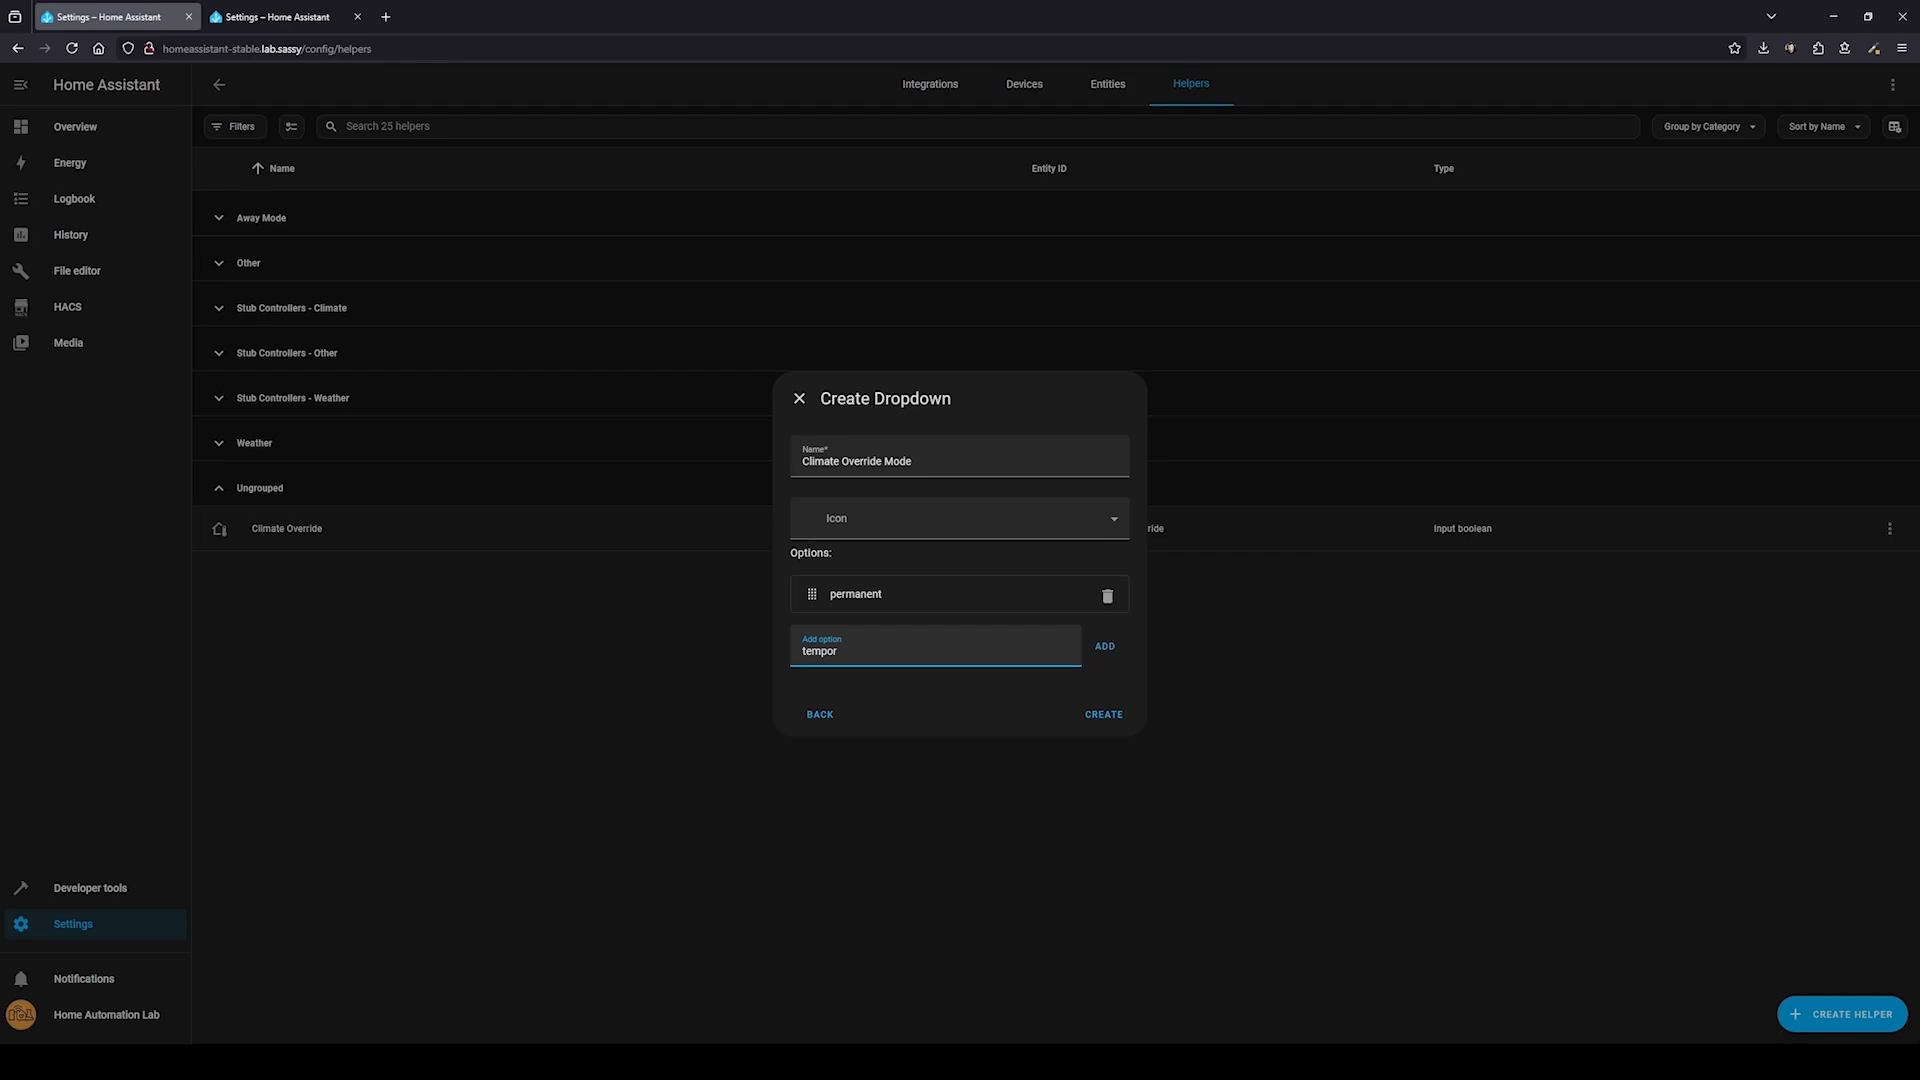 Settings – Home Assistant
Settings – Home Assistant
homeassistant-stable.lab.sassy/config/helpers
Home Assistant
Integrations
Devices
Entities
Helpers
Overview
Energy
Logbook
History
File editor
HACS
Media
Filters
Search 25 helpers
Group by Category
Sort by Name
Name
Entity ID
Type
Away Mode
Other
Stub Controllers - Climate
Stub Controllers - Other
Stub Controllers - Weather
Weather
Ungrouped
Climate Override
ride
Input boolean
Create Dropdown
Name*
Climate Override Mode
Icon
Options:
permanent
Add option
tempor
ADD
BACK
CREATE
Developer tools
Settings
Notifications
Home Automation Lab
CREATE HELPER